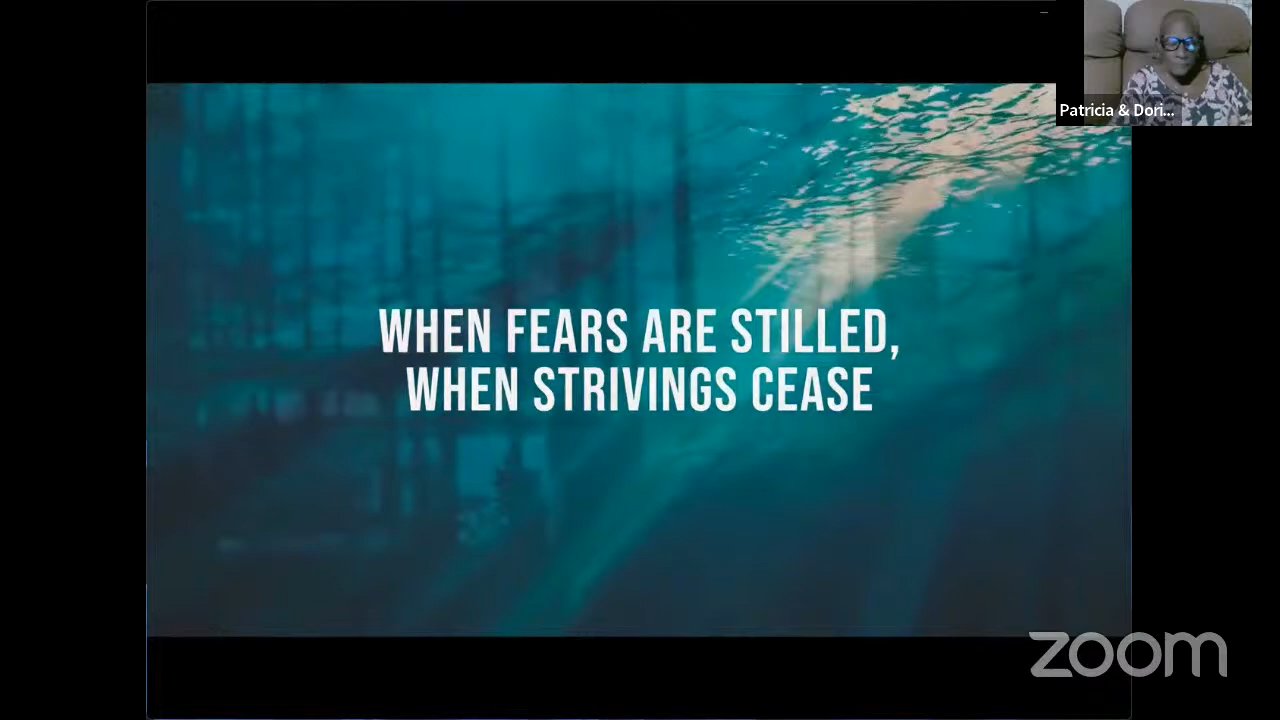 Patricia & Dori...
WHEN FEARS ARE STILLED,
WHEN STRIVINGS CEASE
zoom